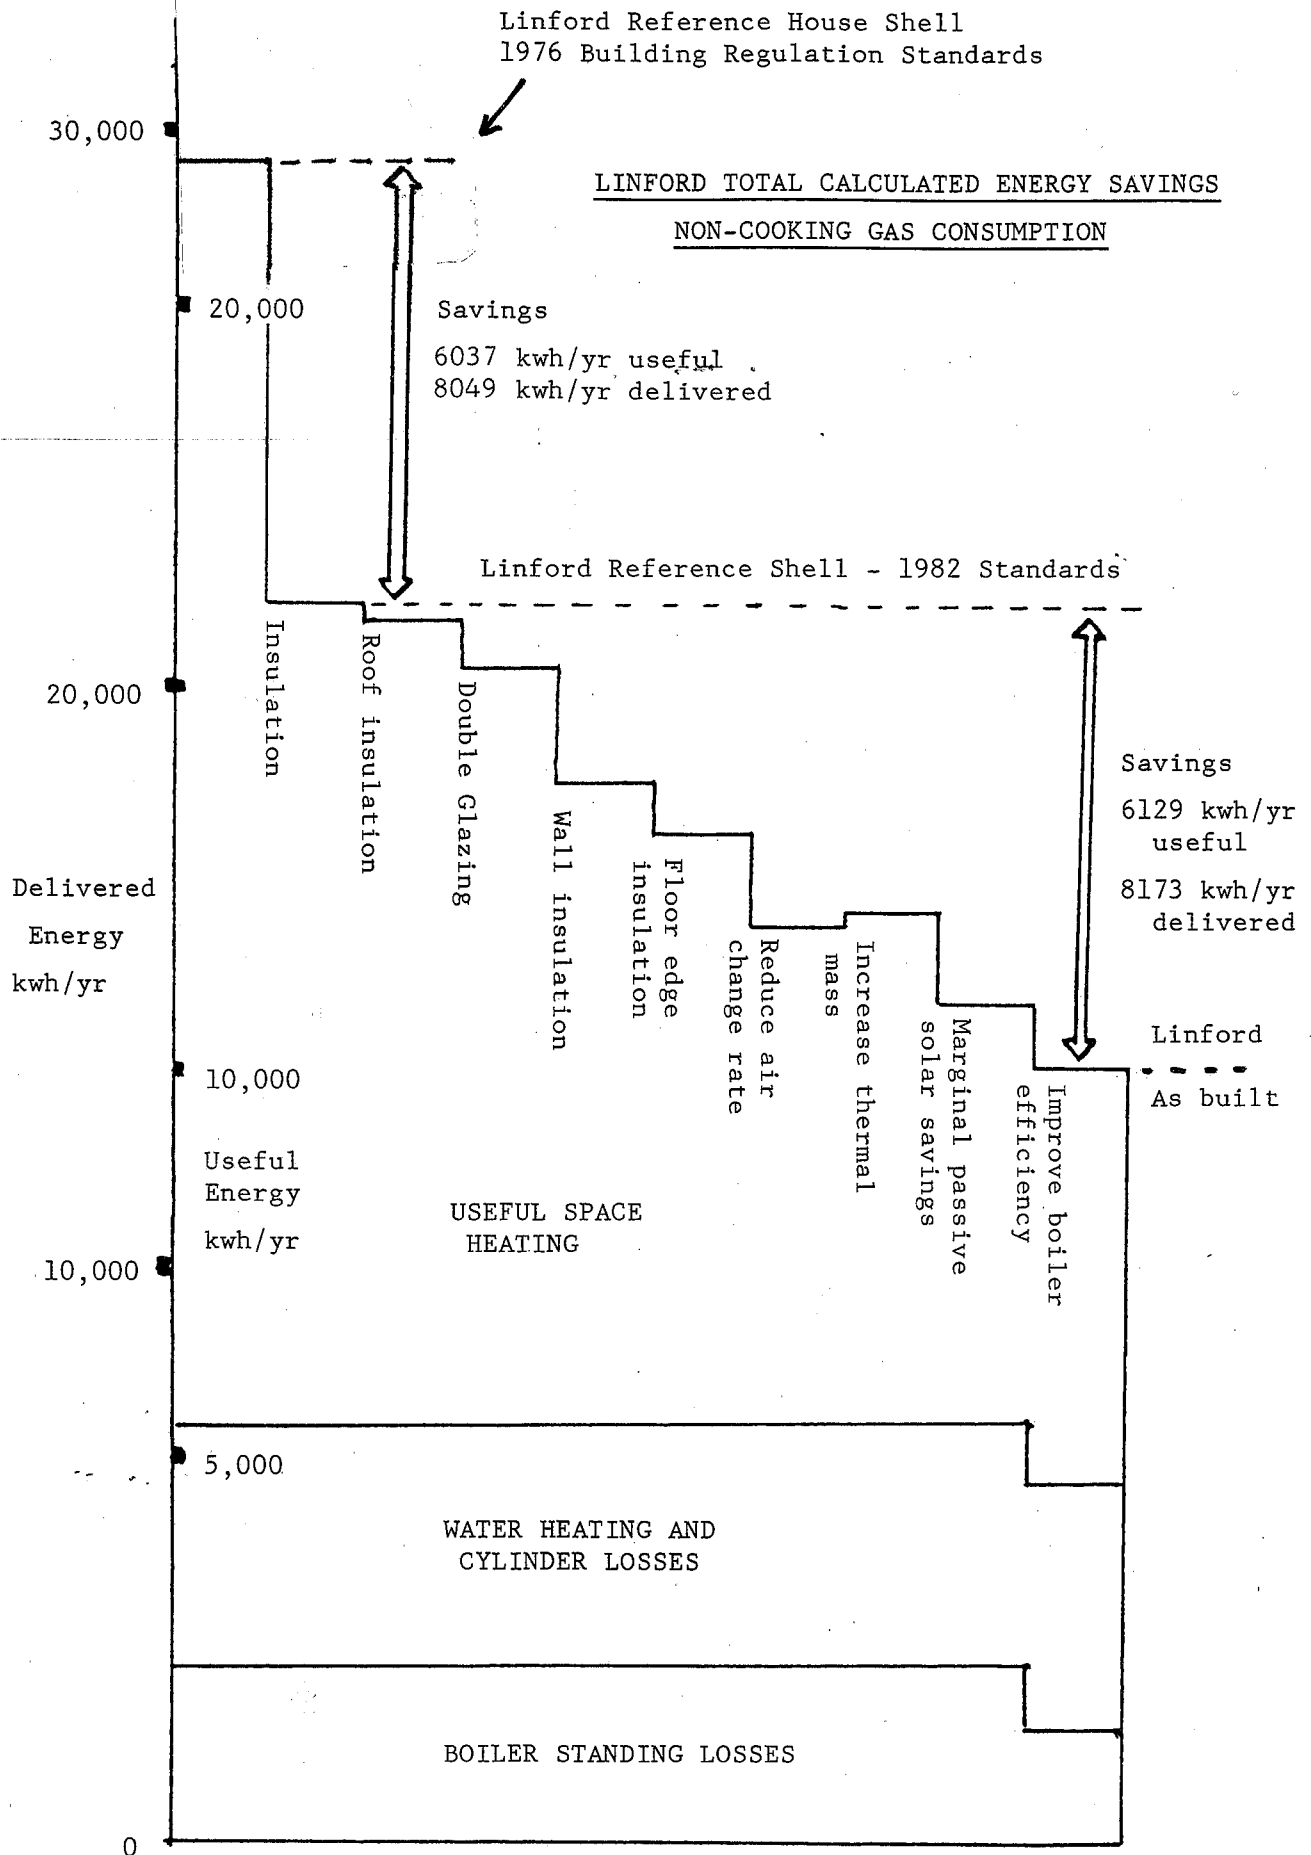 Linford Reference House Shell
1976 Building Regulation Standards
30,000
LINFORD TOTAL CALCULATED ENERGY SAVINGS
NON-COOKING GAS CONSUMPTION
20,000
Savings
6037 kwh/yr useful
8049 kwh/yr delivered
Linford Reference Shell - 1982 Standards
Insulation
Roof insulation
Double Glazing
Wall insulation
Floor edge
insulation
Reduce air
change rate
Increase thermal
mass
Marginal passive
solar savings
Improve boiler
efficiency
20,000
Savings
6129 kwh/yr
useful
8173 kwh/yr
delivered
Delivered
Energy
kwh/yr
Linford
As built
10,000
Useful
Energy
kwh/yr
USEFUL SPACE
HEATING
10,000
5,000
WATER HEATING AND
CYLINDER LOSSES
BOILER STANDING LOSSES
0